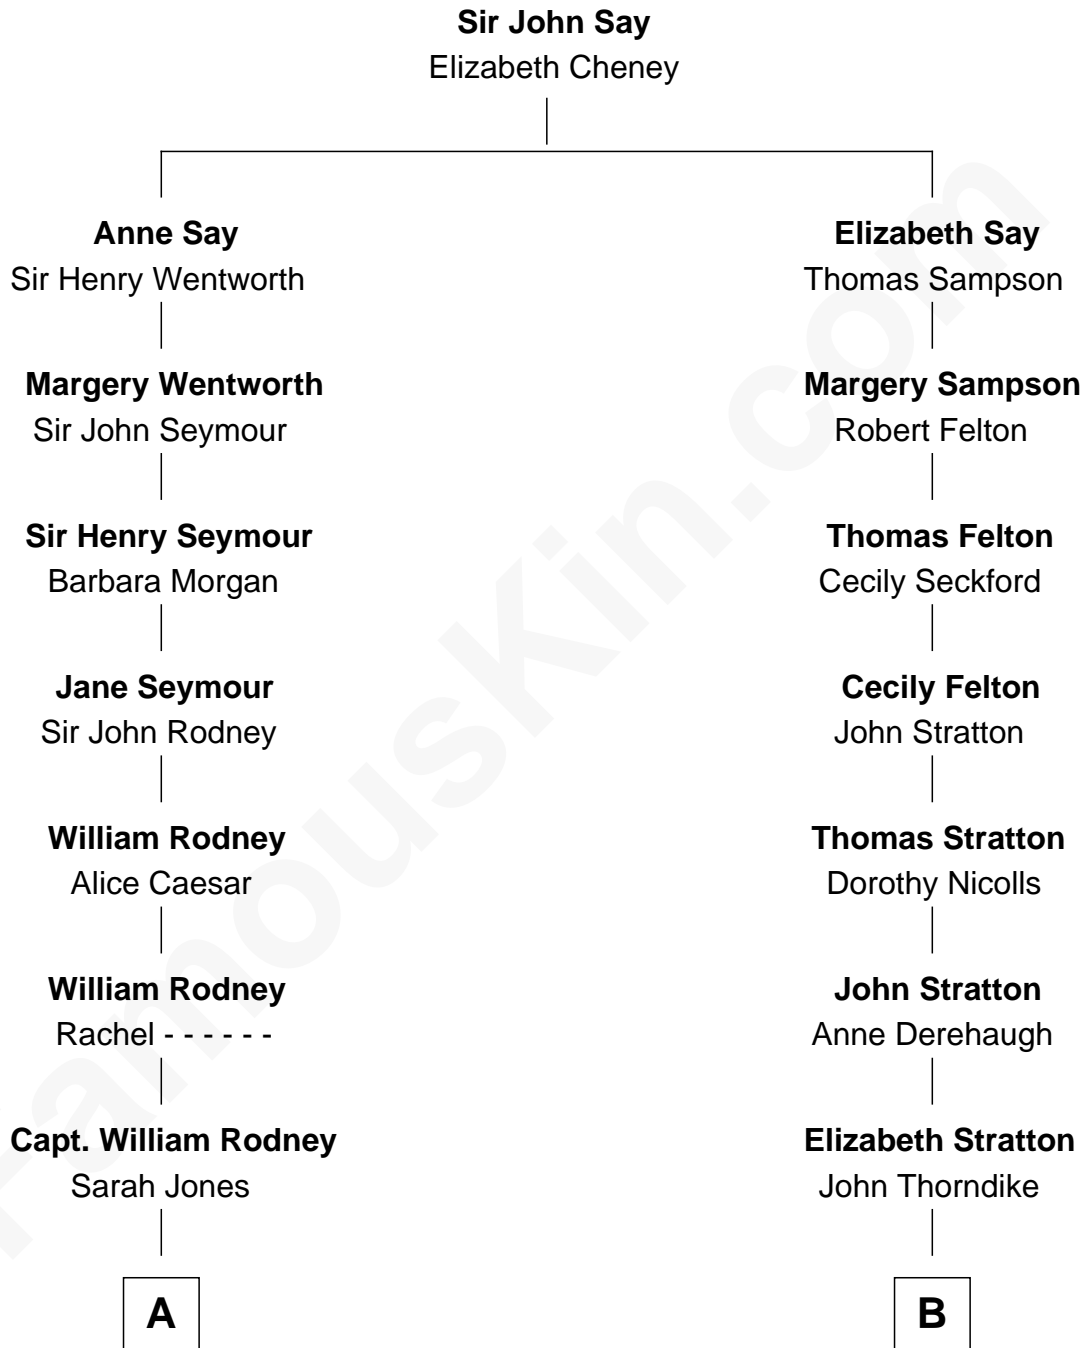 Sir John Say
Elizabeth Cheney
Anne Say
Sir Henry Wentworth
Elizabeth Say
Thomas Sampson
Margery Wentworth
Sir John Seymour
Margery Sampson
Robert Felton
Sir Henry Seymour
Barbara Morgan
Thomas Felton
Cecily Seckford
Jane Seymour
Sir John Rodney
Cecily Felton
John Stratton
William Rodney
Alice Caesar
Thomas Stratton
Dorothy Nicolls
William Rodney
Rachel - - - - - -
John Stratton
Anne Derehaugh
Capt. William Rodney
Sarah Jones
Elizabeth Stratton
John Thorndike
A
B
FamousKin.com